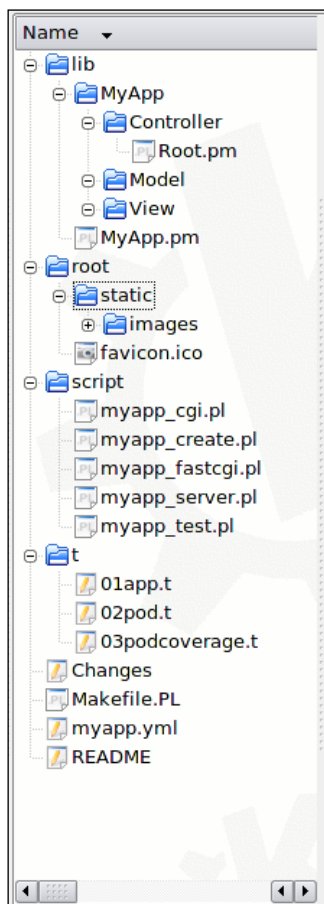 Name
lib
MyApp
Controller
Root.pm
Model
View
MyApp.pm
root
static
images
favicon.ico
script
myapp_cgi.pl
myapp_create.pl
myapp_fastcgi.pl
myapp_server.pl
myapp_test.pl
t
01app.t
02pod.t
03podcoverage.t
Changes
Makefile.PL
myapp.yml
README